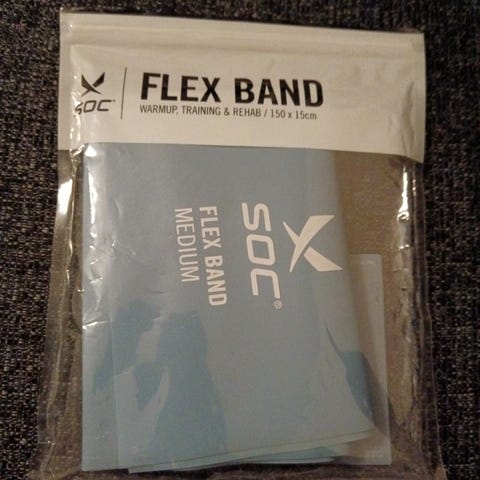 SOC®
FLEX BAND
WARMUP, TRAINING & REHAB / 150 x 15cm
SOC®
FLEX BAND
MEDIUM